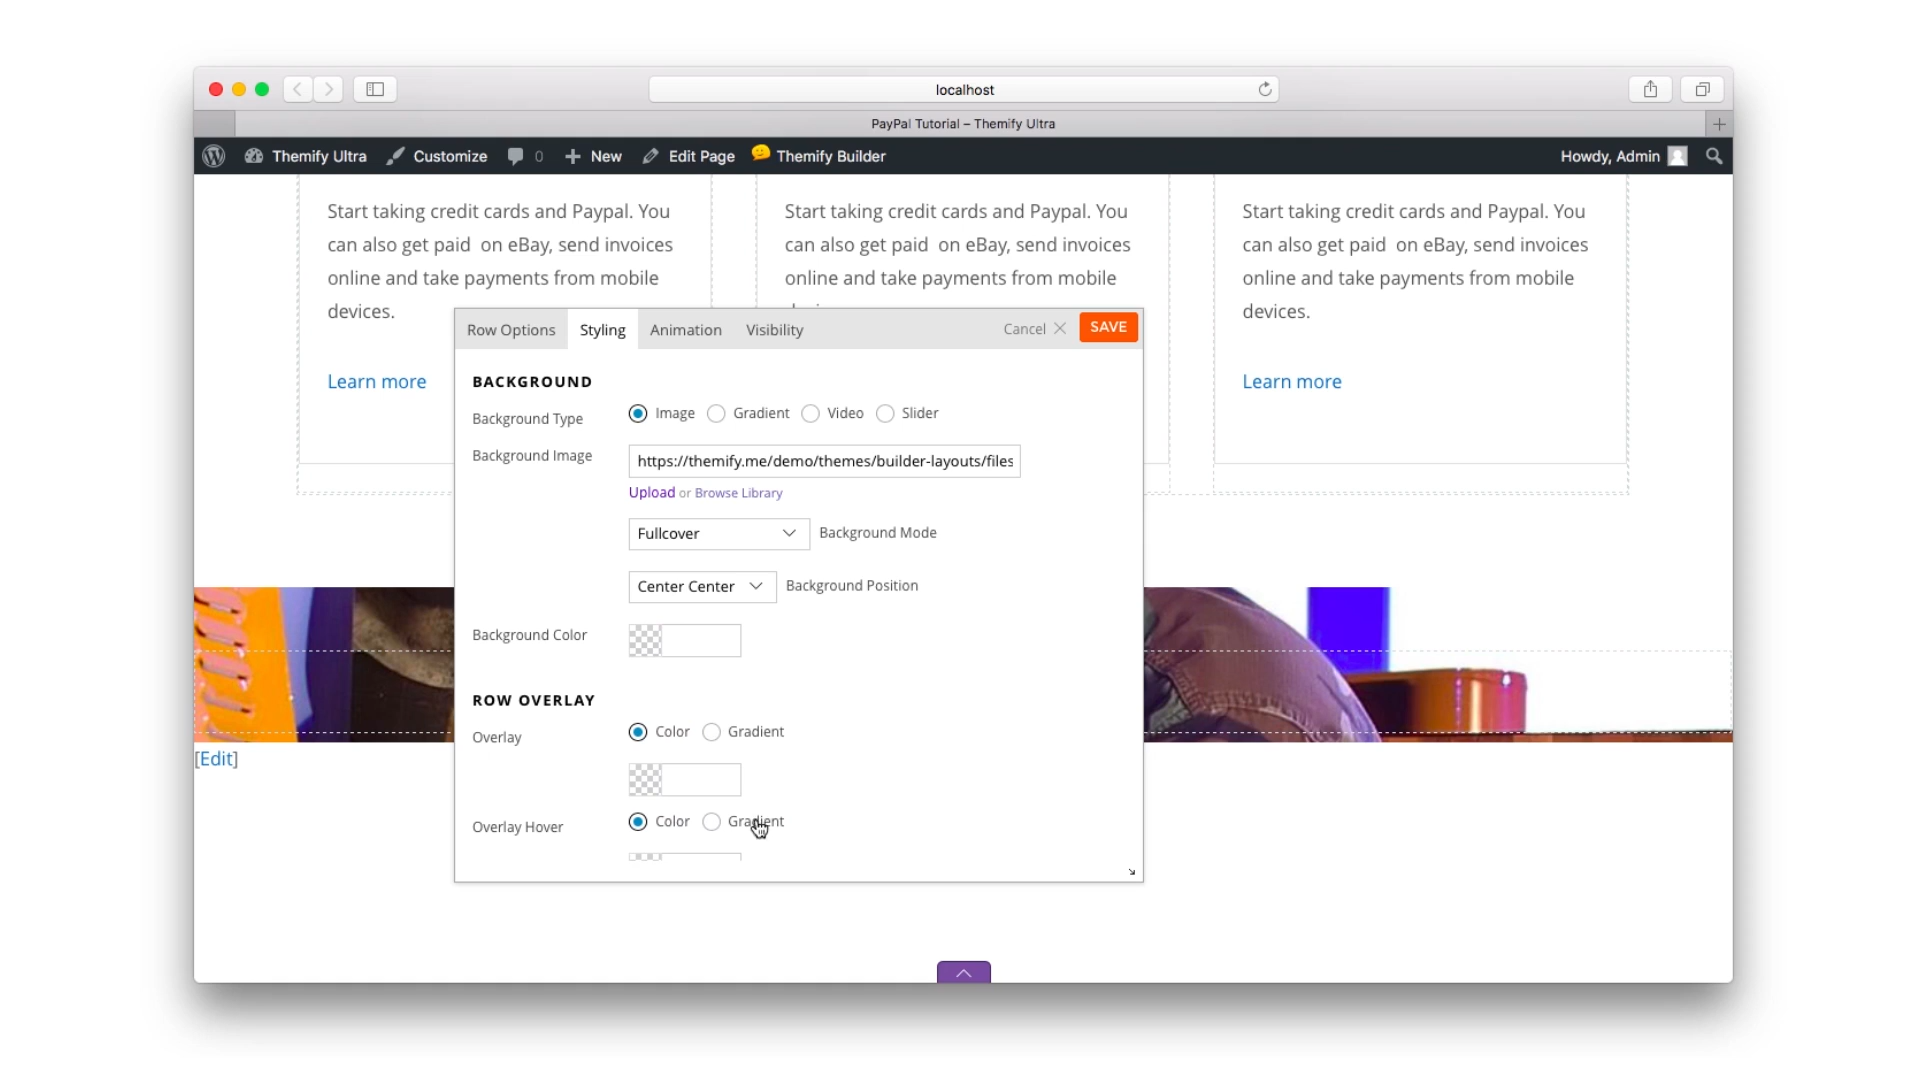 localhost
PayPal Tutorial – Themify Ultra
Themify Ultra Customize 0 New Edit Page Themify Builder Howdy, Admin
Start taking credit cards and Paypal. You
can also get paid on eBay, send invoices
online and take payments from mobile
devices.
Learn more
Start taking credit cards and Paypal. You
can also get paid on eBay, send invoices
online and take payments from mobile
Start taking credit cards and Paypal. You
can also get paid on eBay, send invoices
online and take payments from mobile
devices.
Learn more
Row Options Styling Animation Visibility Cancel SAVE
BACKGROUND
Background Type Image Gradient Video Slider
Background Image https://themify.me/demo/themes/builder-layouts/files
Upload or Browse Library
Fullcover Background Mode
Center Center Background Position
Background Color
ROW OVERLAY
Overlay Color Gradient
Overlay Hover Color Gradient
[Edit]